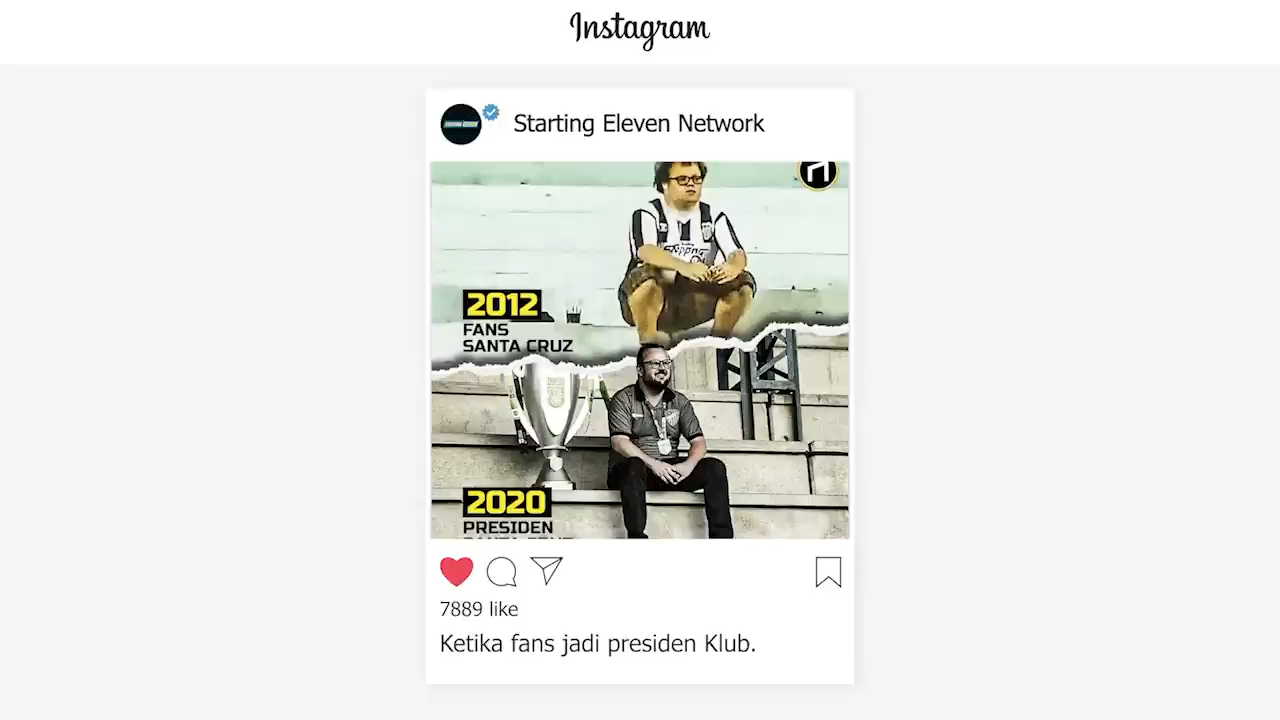 Instagram
Starting Eleven Network
2012
FANS
SANTA CRUZ
2020
PRESIDEN
7889 like
Ketika fans jadi presiden Klub.